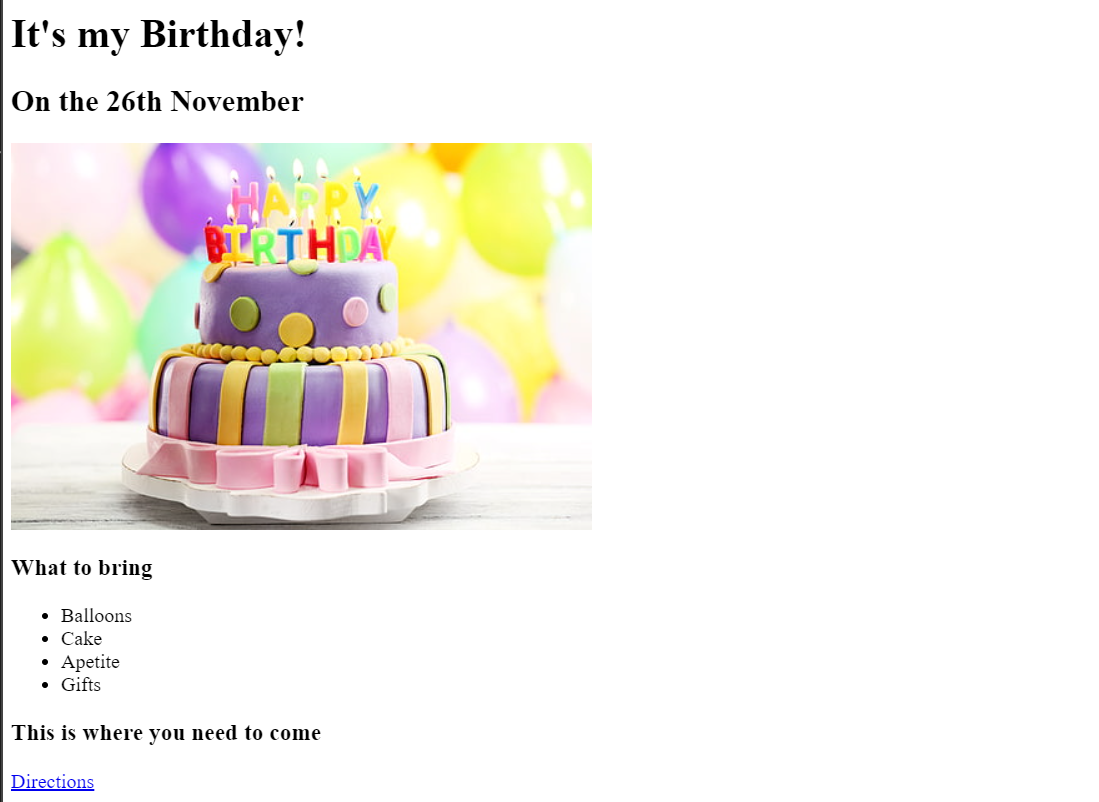 It's my Birthday!
On the 26th November
HAPPY
BIRTHDAY
What to bring
Balloons
Cake
Apetite
Gifts
This is where you need to come
Directions